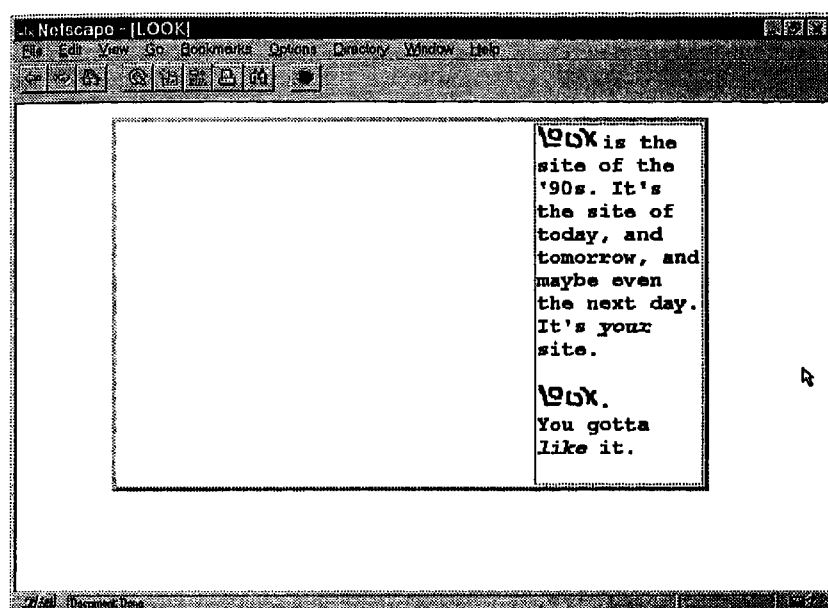 Netscape - [LOOK]
File Edit View Go Bookmarks Options Directory Window Help
LOOK is the
site of the
'90s. It's
the site of
today, and
tomorrow, and
maybe even
the next day.
It's your
site.
LOOK.
You gotta
like it.
Document: Done